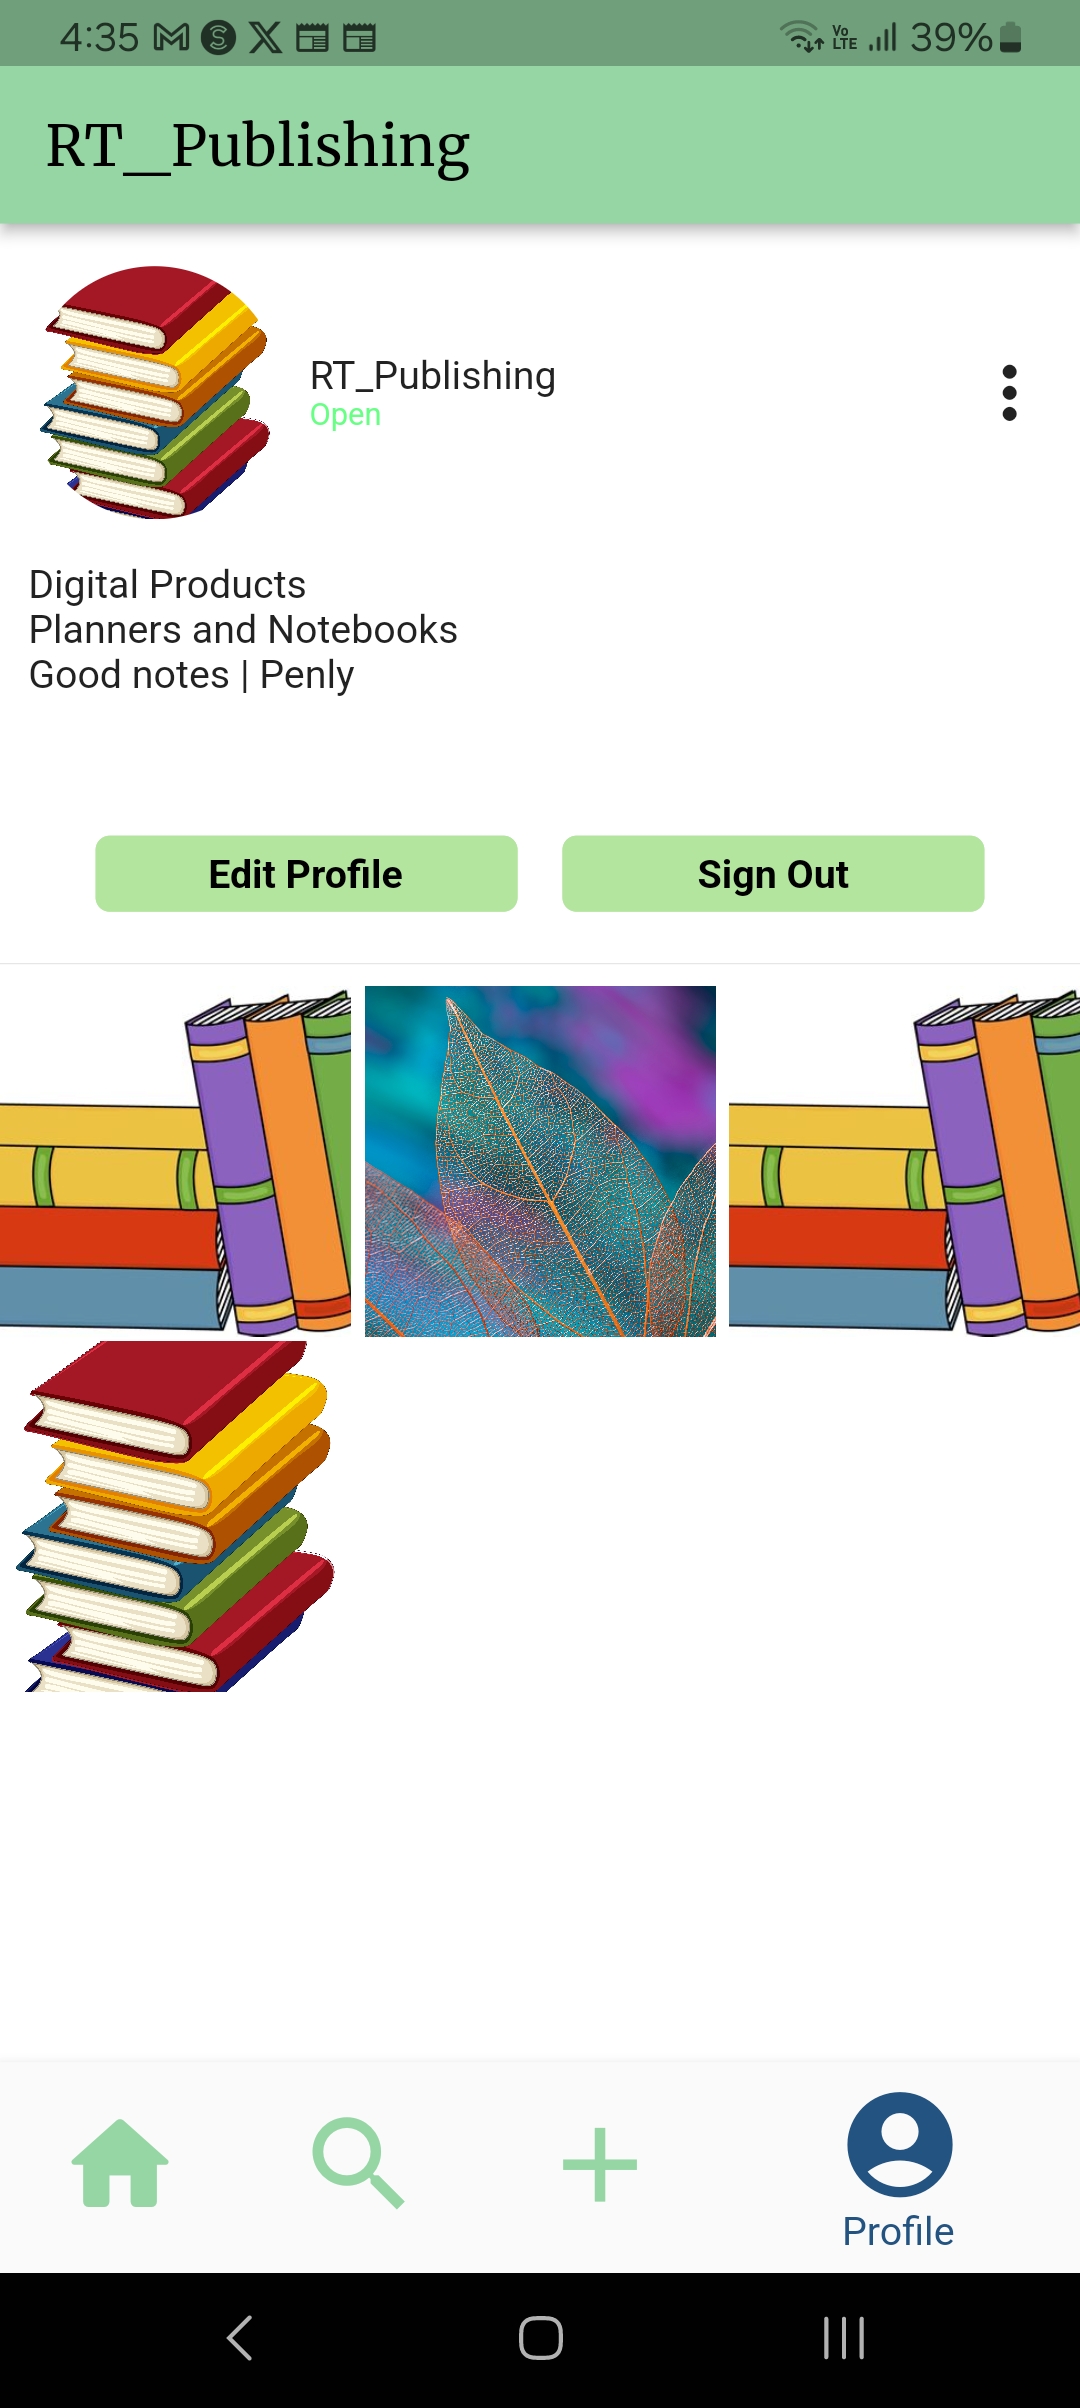 4:35 39%
Vo
LTE
RT_Publishing
RT_Publishing
Open
Digital Products
Planners and Notebooks
Good notes | Penly
Edit Profile Sign Out
Profile